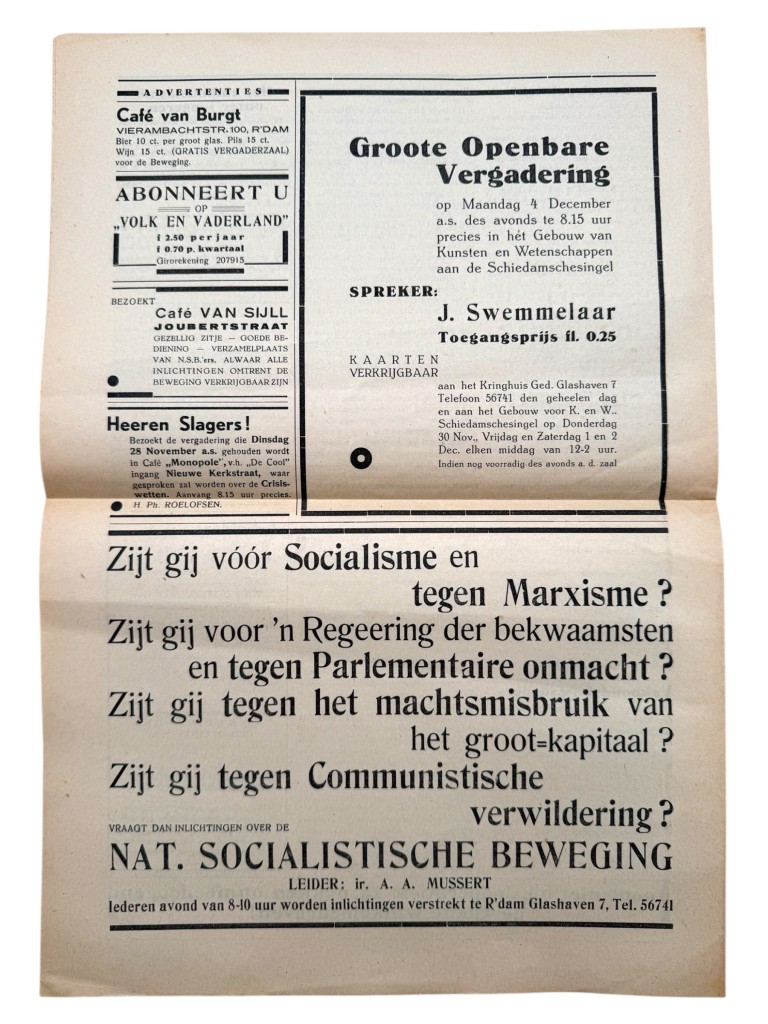 ADVERTENTIES
Café van Burgt
VIERAMBACHTSTR. 100, R'DAM
Bier 10 ct. per groot glas. Pils 15 ct.
Wijn 15 ct. (GRATIS VERGADERZAAL)
voor de Beweging.
ABONNEERT U
OP
„VOLK EN VADERLAND"
f 2.50 per jaar
f 0.70 p. kwartaal
Girorekening 207915
BEZOEKT
Café VAN SIJLL
JOUBERTSTRAAT
GEZELLIG ZITJE — GOEDE BE-
DIENING — VERZAMELPLAATS
VAN N.S.B.'ers. ALWAAR ALLE
INLICHTINGEN OMTRENT DE
BEWEGING VERKRIJGBAAR ZIJN
Heeren Slagers!
Bezoekt de vergadering die Dinsdag
28 November a.s. gehouden wordt
in Café „Monopole", v.h. „De Cool"
ingang Nieuwe Kerkstraat, waar
gesproken zal worden over de Crisis-
wetten. Aanvang 8.15 uur precies.
H. Ph. ROELOFSEN.
Groote Openbare
Vergadering
op Maandag 4 December
a.s. des avonds te 8.15 uur
precies in hét Gebouw van
Kunsten en Wetenschappen
aan de Schiedamschesingel
SPREKER:
J. Swemmelaar
Toegangsprijs fl. 0.25
KAARTEN
VERKRIJGBAAR
aan het Kringhuis Ged. Glashaven 7
Telefoon 56741 den geheelen dag
en aan het Gebouw voor K. en W..
Schiedamschesingel op Donderdag
30 Nov., Vrijdag en Zaterdag 1 en 2
Dec. elken middag van 12-2 uur.
Indien nog voorradig des avonds a. d. zaal
Zijt gij vóór Socialisme en
tegen Marxisme?
Zijt gij voor 'n Regeering der bekwaamsten
en tegen Parlementaire onmacht?
Zijt gij tegen het machtsmisbruik van
het groot=kapitaal?
Zijt gij tegen Communistische
verwildering?
VRAAGT DAN INLICHTINGEN OVER DE
NAT. SOCIALISTISCHE BEWEGING
LEIDER: ir. A. A. MUSSERT
Iederen avond van 8-10 uur worden inlichtingen verstrekt te R'dam Glashaven 7, Tel. 56741